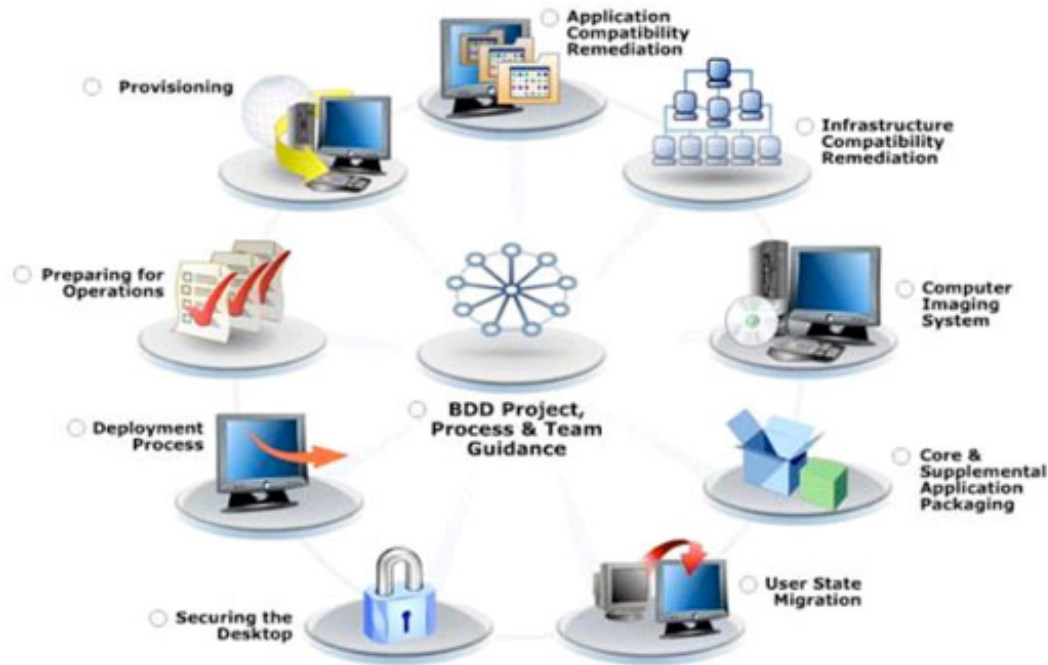 Application
Compatibility
Remediation
Provisioning
Infrastructure
Compatibility
Remediation
Preparing for
Operations
Computer
Imaging
System
BDD Project,
Process & Team
Guidance
Deployment
Process
Core &
Supplemental
Application
Packaging
User State
Migration
Securing the
Desktop